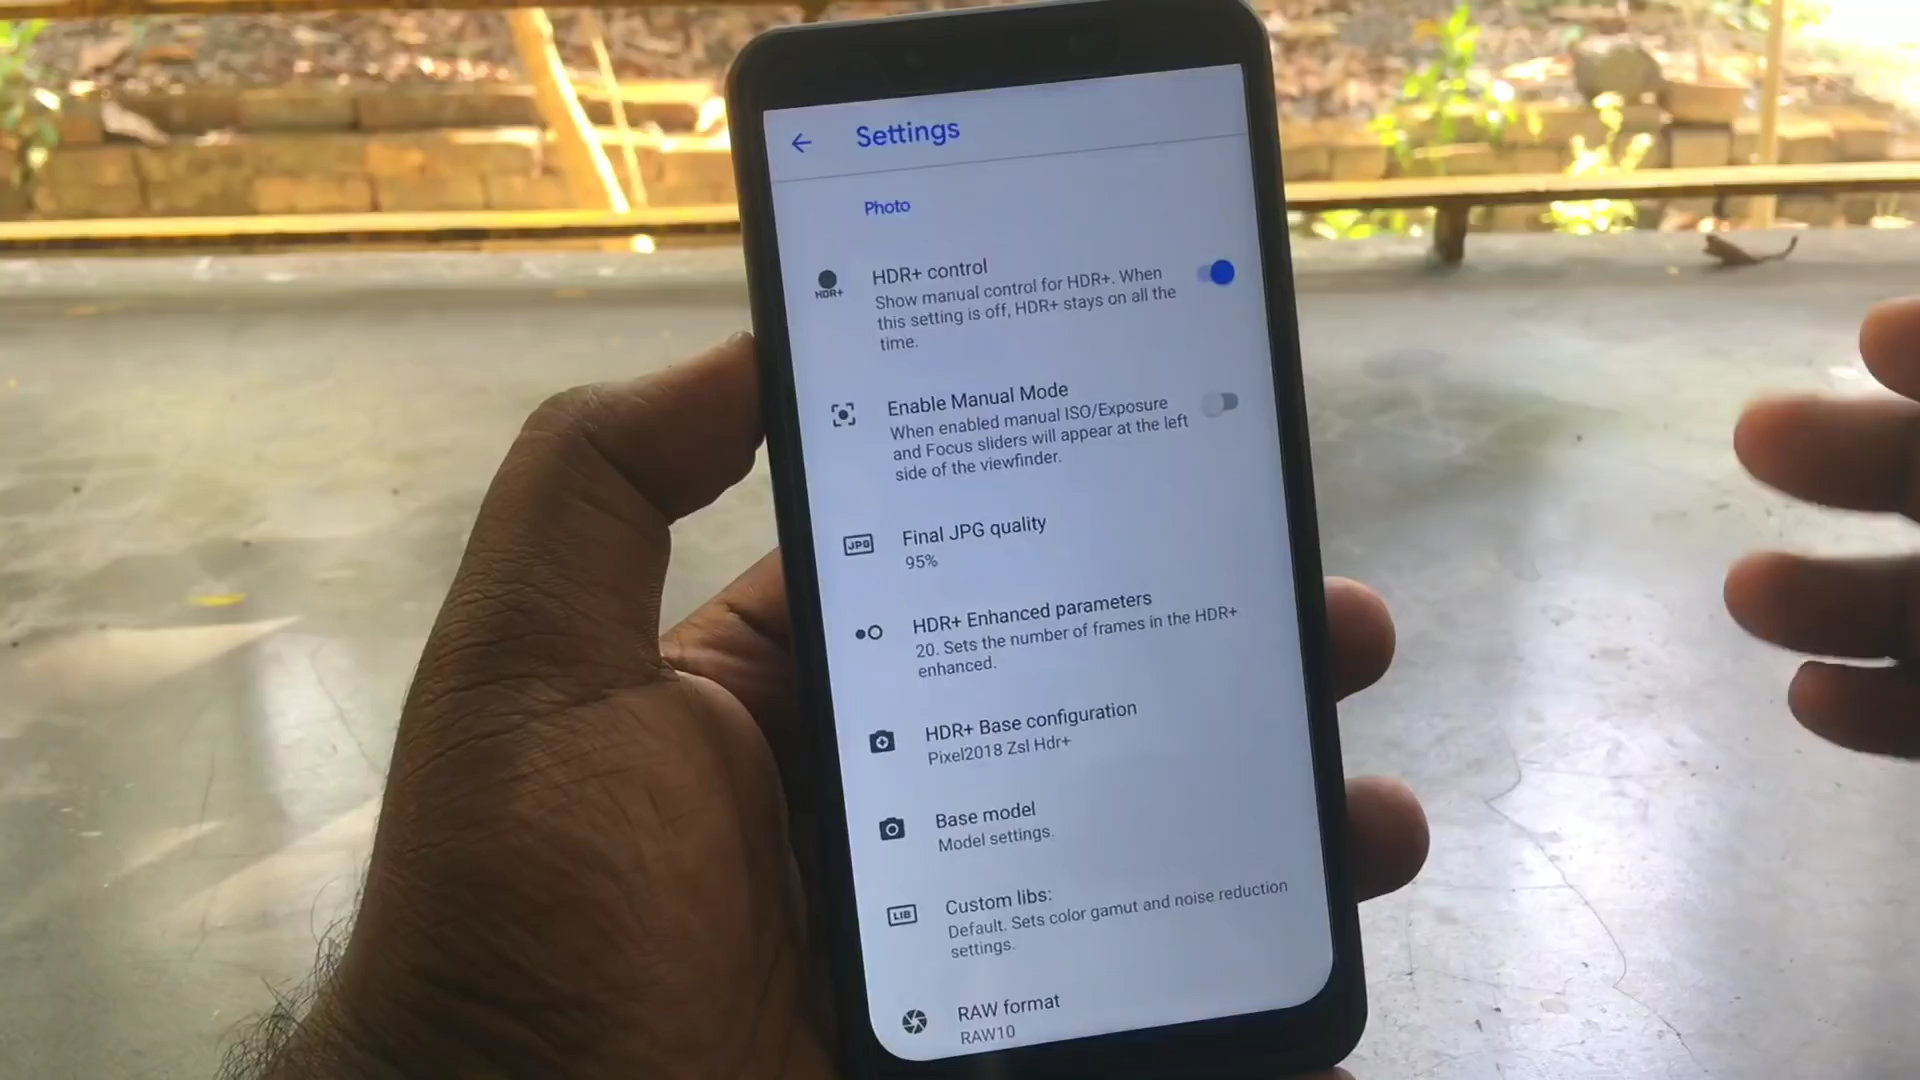 Settings
Photo
HDR+
HDR+ control
Show manual control for HDR+. When
this setting is off, HDR+ stays on all the
time.
Enable Manual Mode
When enabled manual ISO/Exposure
and Focus sliders will appear at the left
side of the viewfinder.
JPG
Final JPG quality
95%
HDR+ Enhanced parameters
20. Sets the number of frames in the HDR+
enhanced.
HDR+ Base configuration
Pixel2018 Zsl Hdr+
Base model
Model settings.
LIB
Custom libs:
Default. Sets color gamut and noise reduction
settings.
RAW format
RAW10